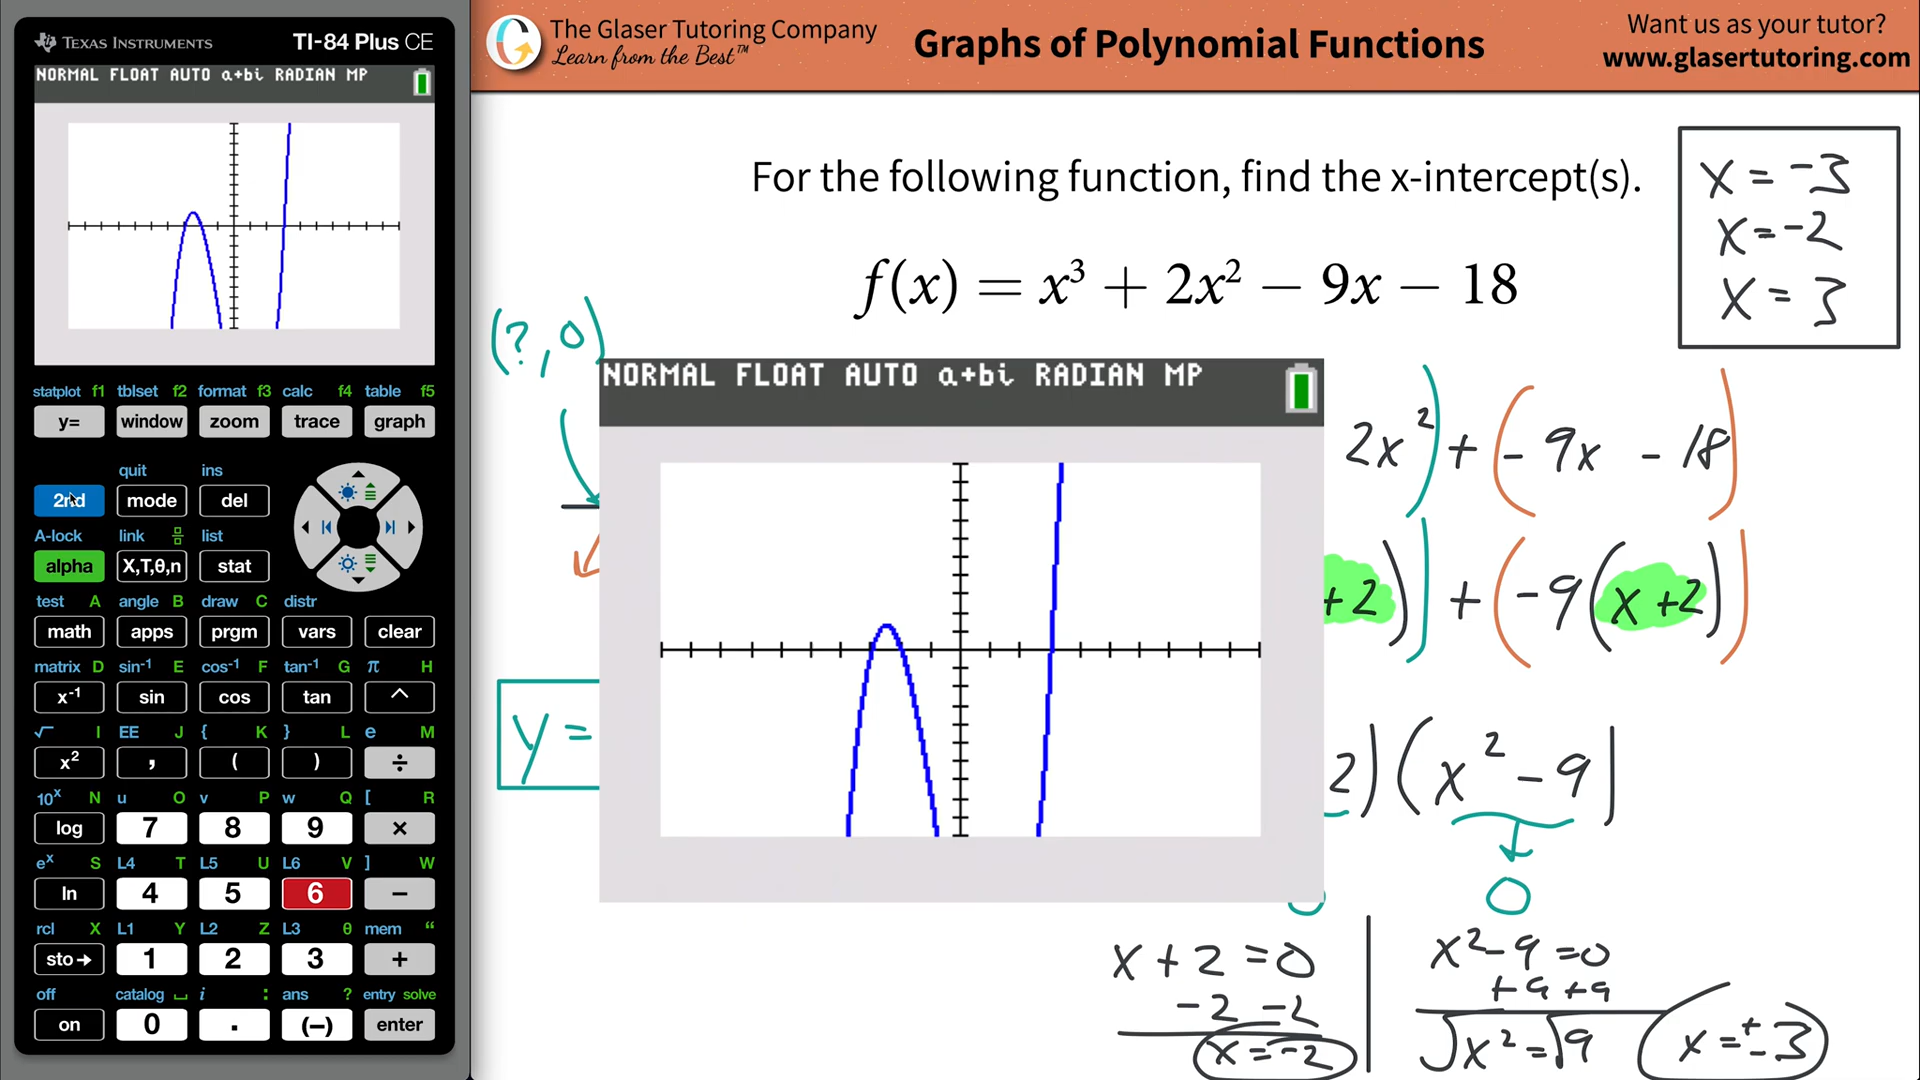 TEXAS INSTRUMENTS TI-84 Plus CE
NORMAL FLOAT AUTO a+bi RADIAN MP
statplot f1 tblset f2 format f3 calc f4 table f5
y= window zoom trace graph
quit ins
2nd mode del
A-lock link list
alpha X,T,θ,n stat
test A angle B draw C distr
math apps prgm vars clear
matrix D sin⁻¹ E cos⁻¹ F tan⁻¹ G π H
x⁻¹ sin cos tan ^
√ I EE J { K } L e M
x² , ( ) ÷
10ˣ N u O v P w Q [ R
log 7 8 9 ×
eˣ S L4 T L5 U L6 V ] W
ln 4 5 6 −
rcl X L1 Y L2 Z L3 θ mem “
sto→ 1 2 3 +
off catalog ⎵ i : ans ? entry solve
on 0 . (−) enter
The Glaser Tutoring Company
Learn from the Best™
Graphs of Polynomial Functions
Want us as your tutor?
www.glasertutoring.com
For the following function, find the x-intercept(s).
f(x) = x³ + 2x² − 9x − 18
x = -3
x = -2
x = 3
(?, 0)
NORMAL FLOAT AUTO a+bi RADIAN MP
2x²) + (- 9x - 18)
+2)) + (-9(x+2))
y =
2)(x² - 9)
0
x + 2 = 0
-2 -2
x = -2
x² - 9 = 0
+9 +9
√x² = √9
x = ± 3